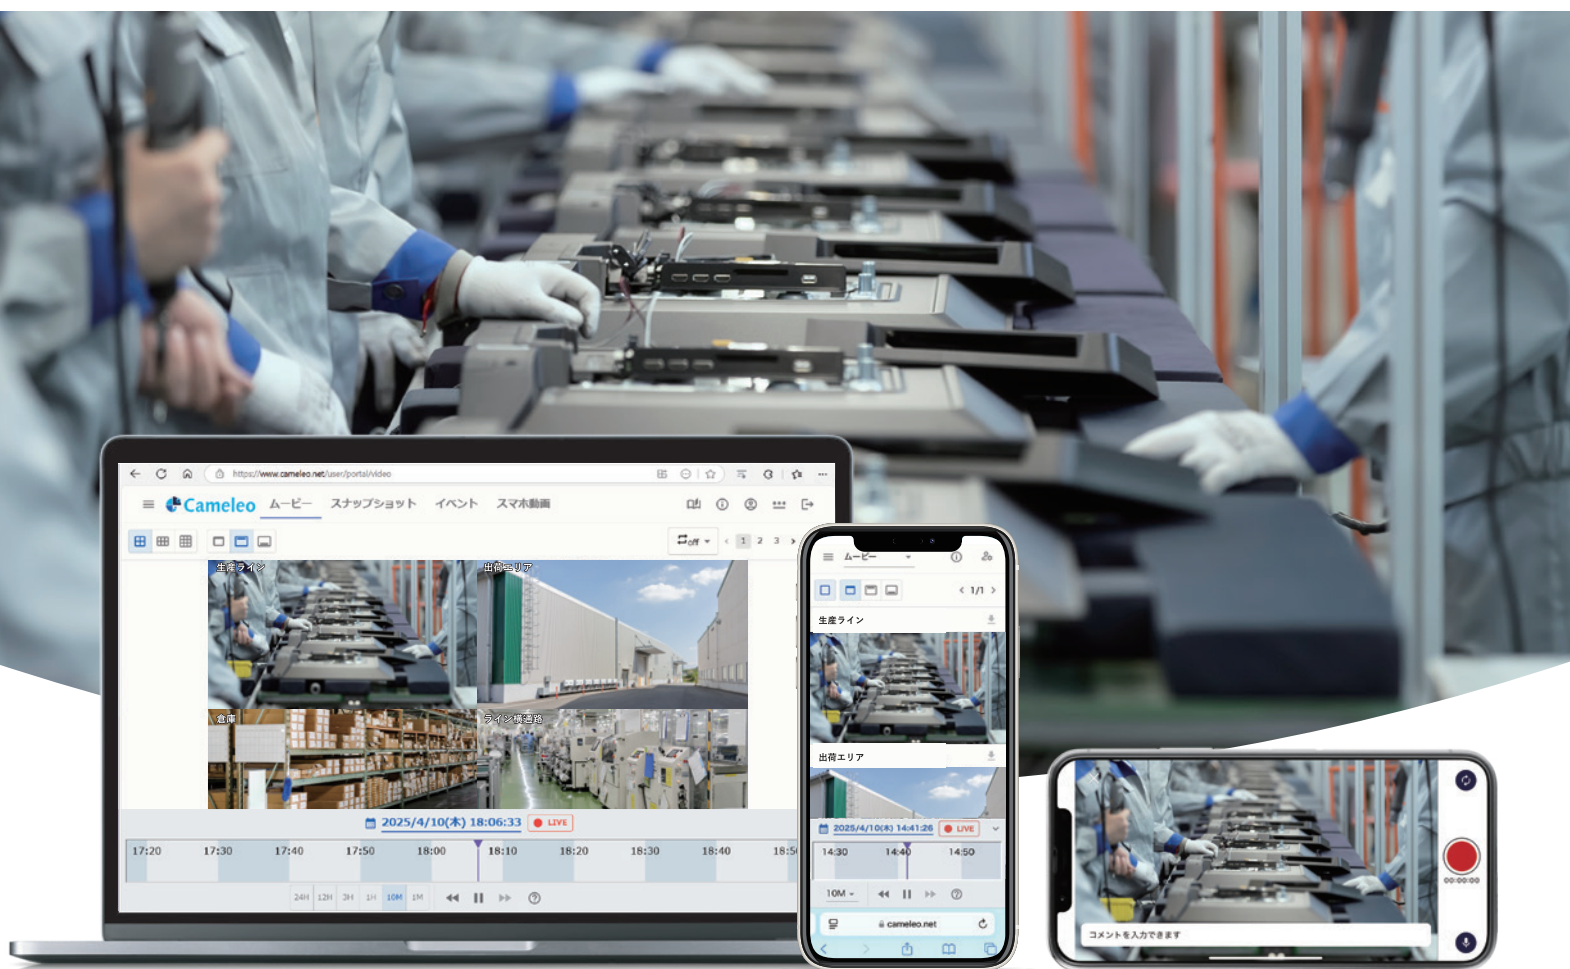 https://www.cameleo.net/user/portal/video
Cameleo ムービー スナップショット イベント スマホ動画
off 1 2 3
生産ライン
出荷エリア
倉庫
ライン横通路
2025/4/10(木) 18:06:33 LIVE
17:20 17:30 17:40 17:50 18:00 18:10 18:20 18:30 18:40 18:5
24H 12H 3H 1H 10M 1M
ムービー
1/1
生産ライン
出荷エリア
2025/4/10(木) 14:41:26 LIVE
14:30 14:40 14:50
10M
cameleo.net
00:00:00
コメントを入力できます